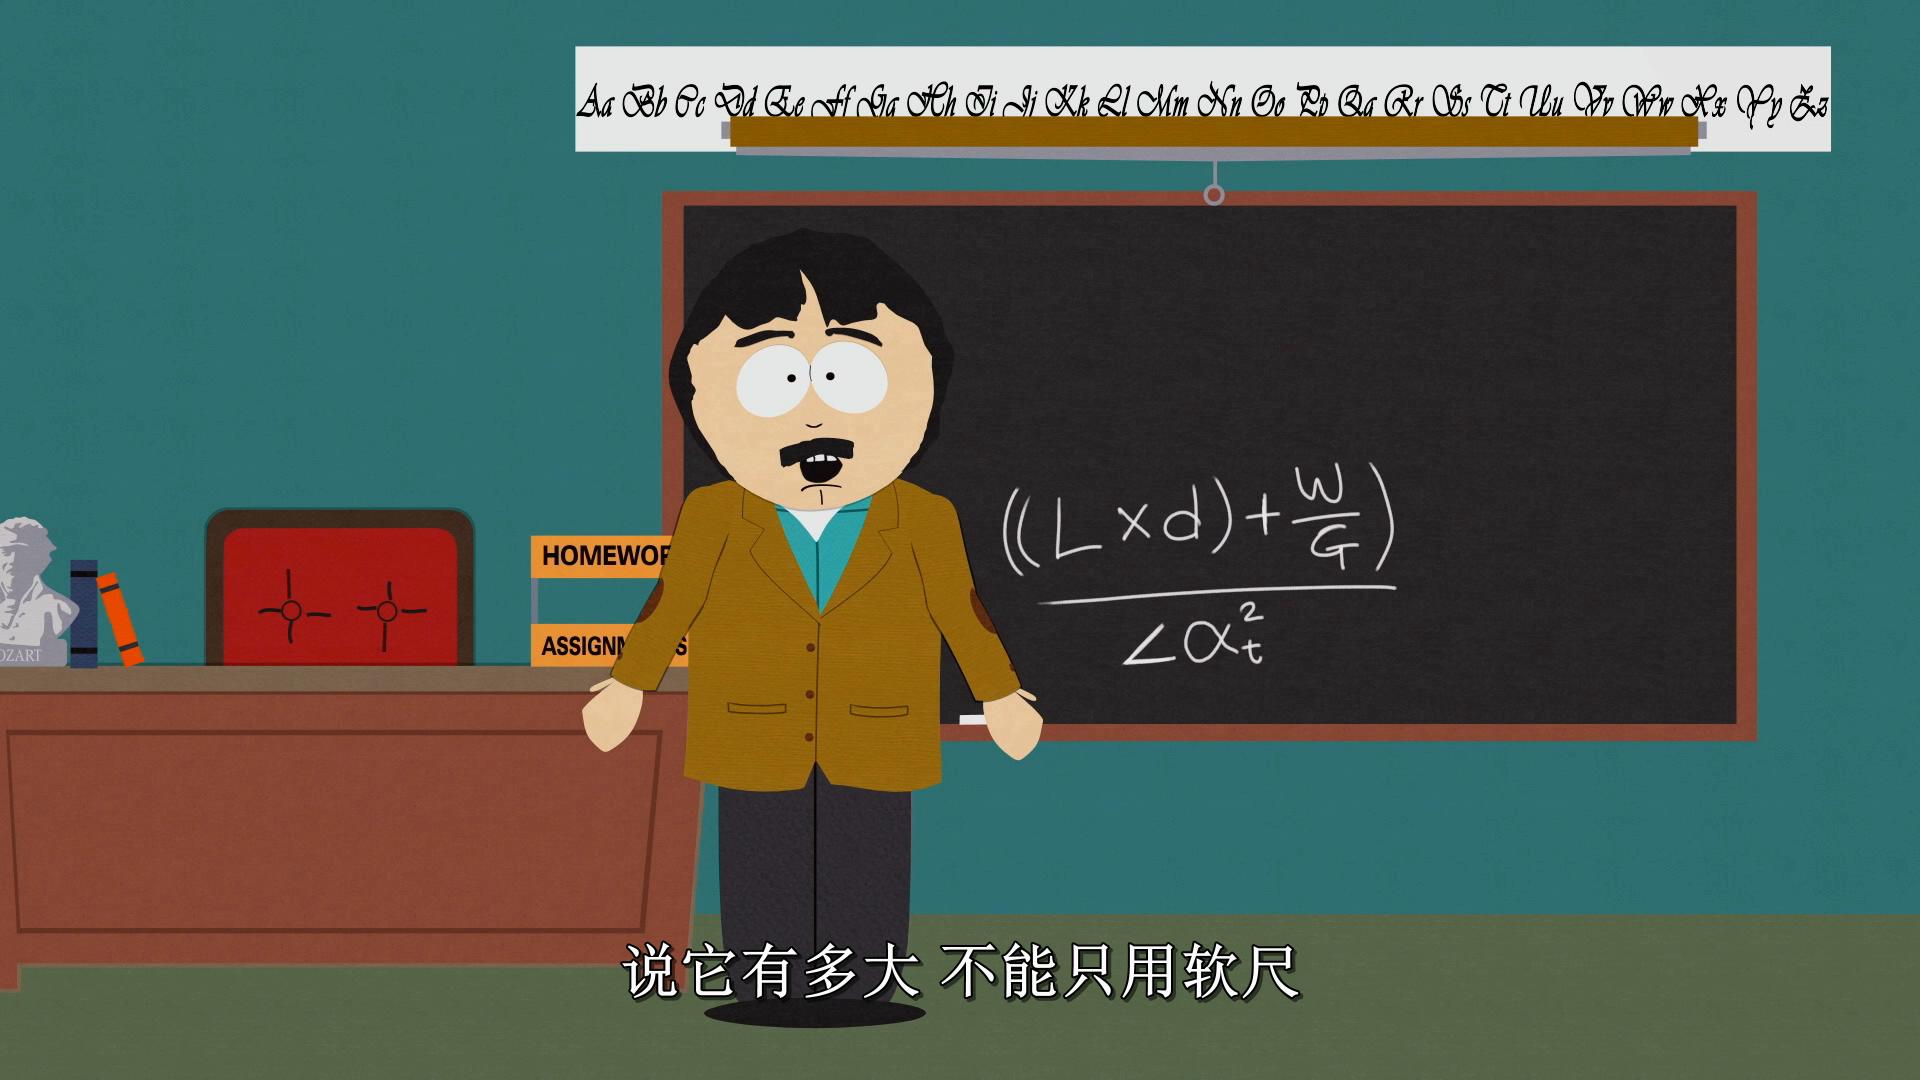 Aa Bb Cc Dd Ee Ff Gg Hh Ii Jj Kk Ll Mm Nn Oo Pp Qq Rr Ss Tt Uu Vv Ww Xx Yy Zz
((L x d) + W/G)
∠α²ₜ
HOMEWOR
ASSIGNM S
OZART
说它有多大 不能只用软尺